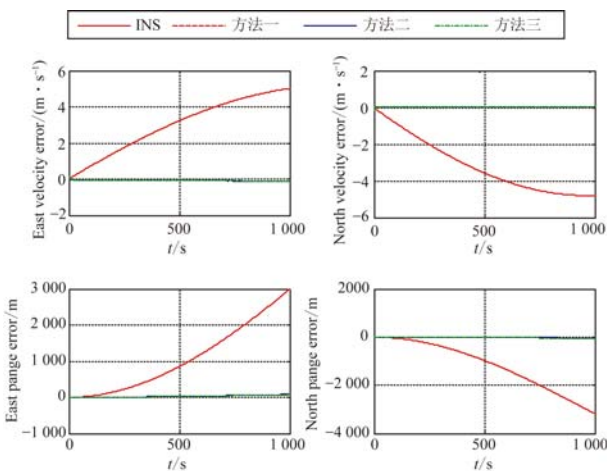 INS 方法一 方法二 方法三
East velocity error/(m·s⁻¹)
6
4
2
0
−2
0 500 1 000
t/s
North velocity error/(m·s⁻¹)
2
0
−2
−4
−6
0 500 1 000
t/s
East pange error/m
3 000
2 000
1 000
0
−1 000
0 500 1 000
t/s
North pange error/m
2000
0
−2 000
−4 000
0 500 1 000
t/s